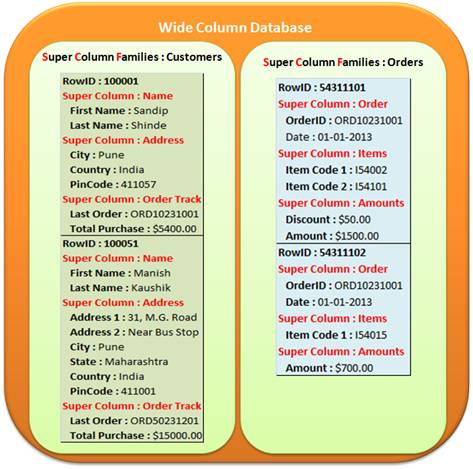 Wide Column Database
Super Column Families : Customers
RowID : 100001
Super Column : Name
First Name : Sandip
Last Name : Shinde
Super Column : Address
City : Pune
Country : India
PinCode : 411057
Super Column : Order Track
Last Order : ORD10231001
Total Purchase : $5400.00
RowID : 100051
Super Column : Name
First Name : Manish
Last Name : Kaushik
Super Column : Address
Address 1 : 31, M.G. Road
Address 2 : Near Bus Stop
City : Pune
State : Maharashtra
Country : India
PinCode : 411001
Super Column : Order Track
Last Order : ORD50231201
Total Purchase : $15000.00
Super Column Families : Orders
RowID : 54311101
Super Column : Order
OrderID : ORD10231001
Date : 01-01-2013
Super Column : Items
Item Code 1 : I54002
Item Code 2 : I54101
Super Column : Amounts
Discount : $50.00
Amount : $1500.00
RowID : 54311102
Super Column : Order
OrderID : ORD10231001
Date : 01-01-2013
Super Column : Items
Item Code 1 : I54015
Super Column : Amounts
Amount : $700.00